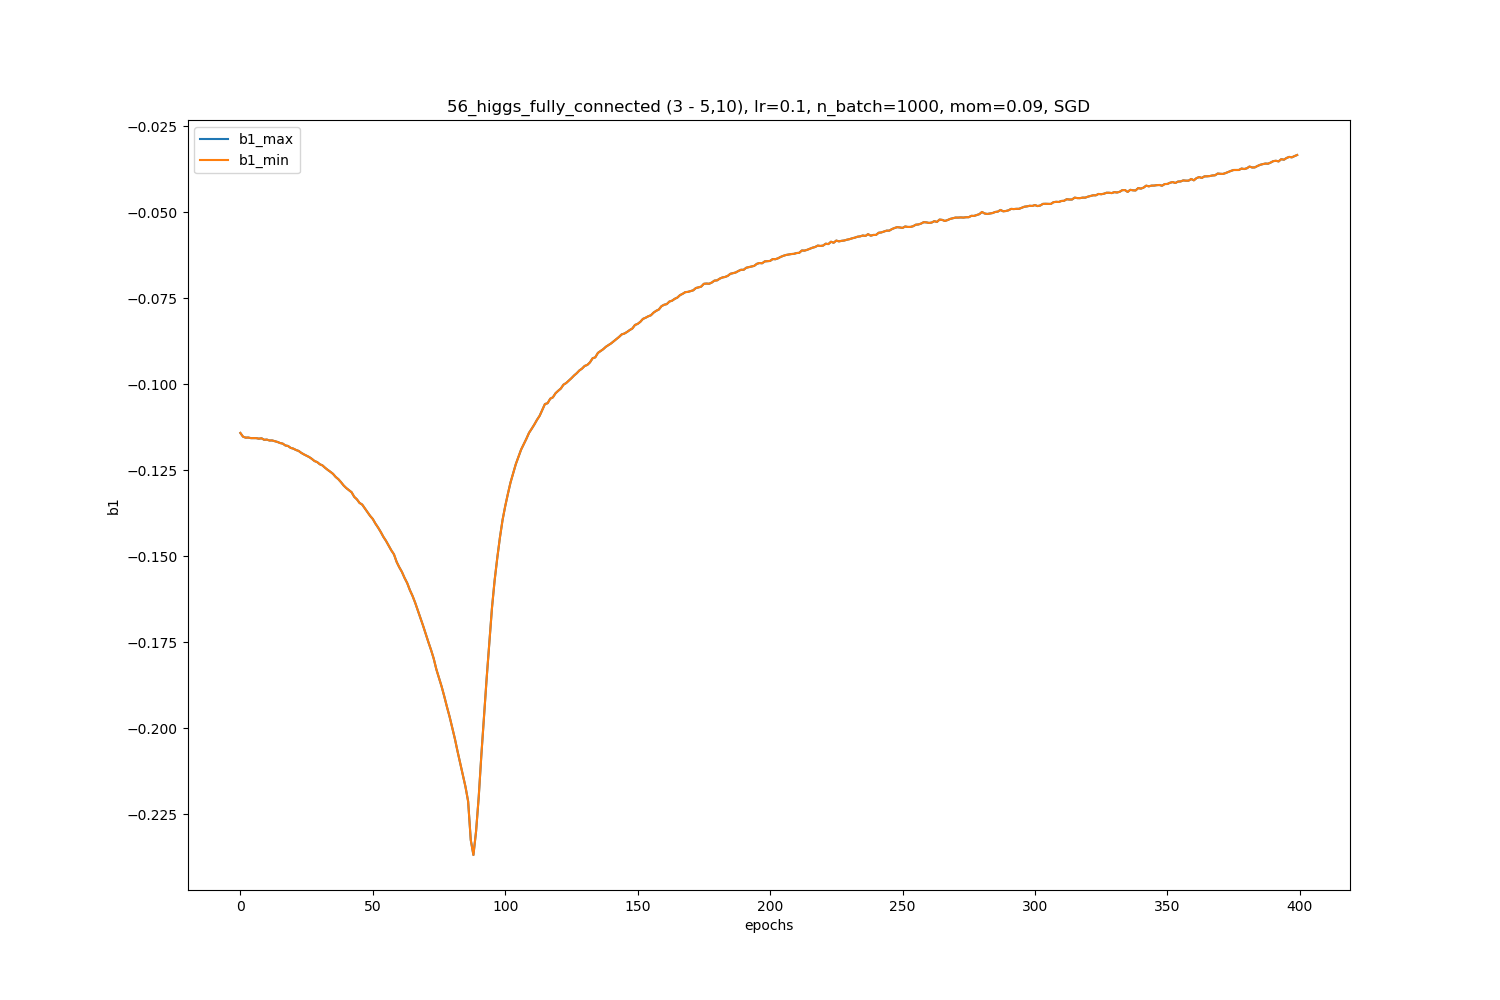 56_higgs_fully_connected (3 - 5,10), lr=0.1, n_batch=1000, mom=0.09, SGD
b1_max
b1_min
−0.025
−0.050
−0.075
−0.100
−0.125
−0.150
−0.175
−0.200
−0.225
b1
0 50 100 150 200 250 300 350 400
epochs